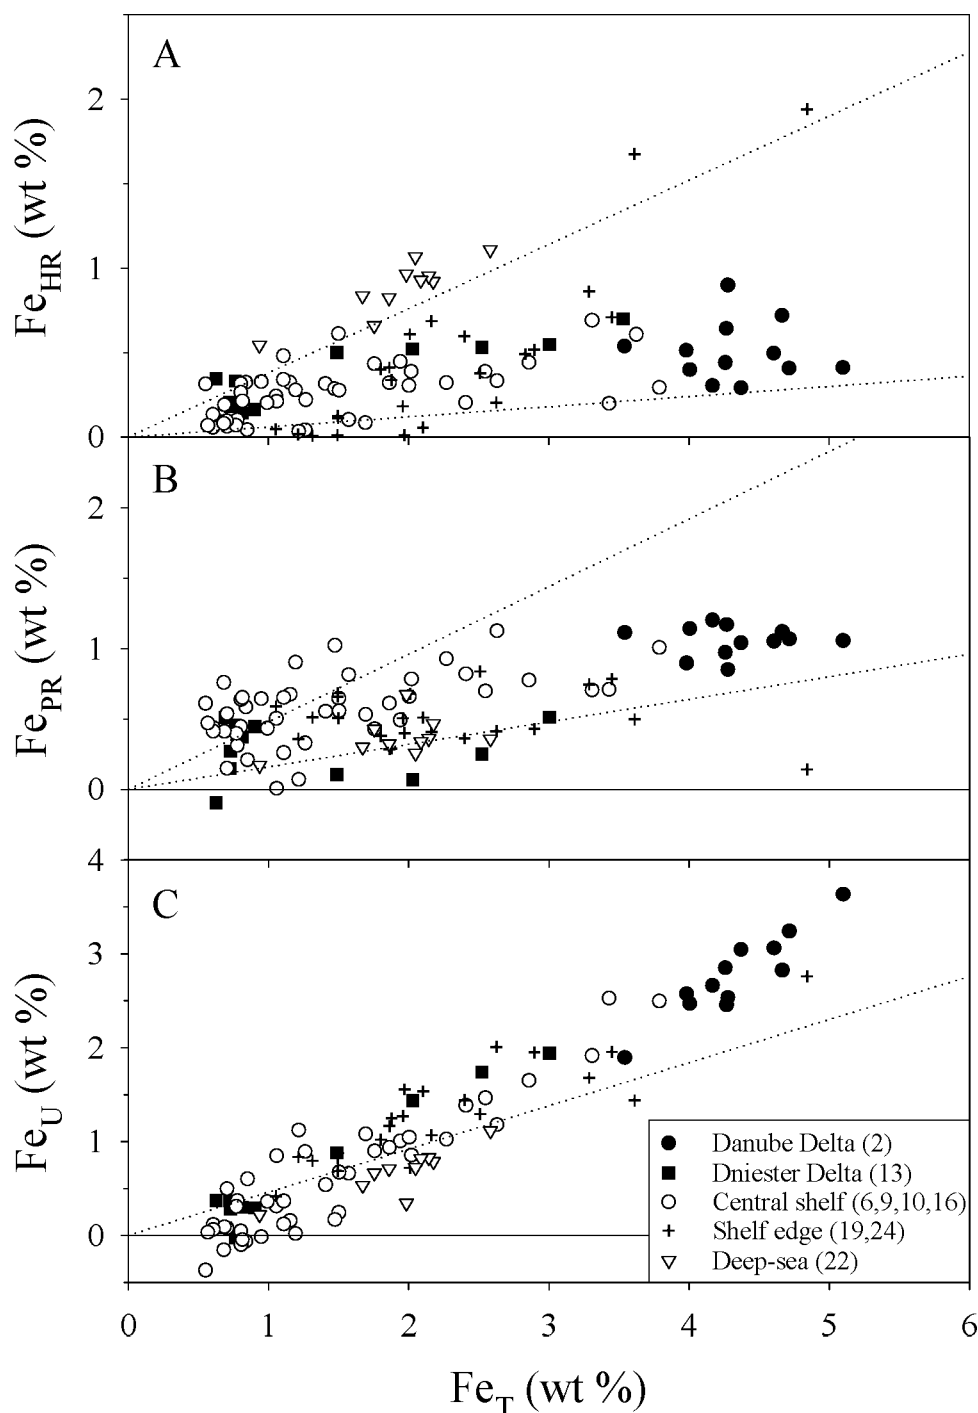 A
2
1
0
Fe_HR (wt %)
B
2
1
0
Fe_PR (wt %)
4
C
3
2
1
0
Fe_U (wt %)
Danube Delta (2)
Dniester Delta (13)
Central shelf (6,9,10,16)
Shelf edge (19,24)
Deep-sea (22)
0 1 2 3 4 5 6
Fe_T (wt %)